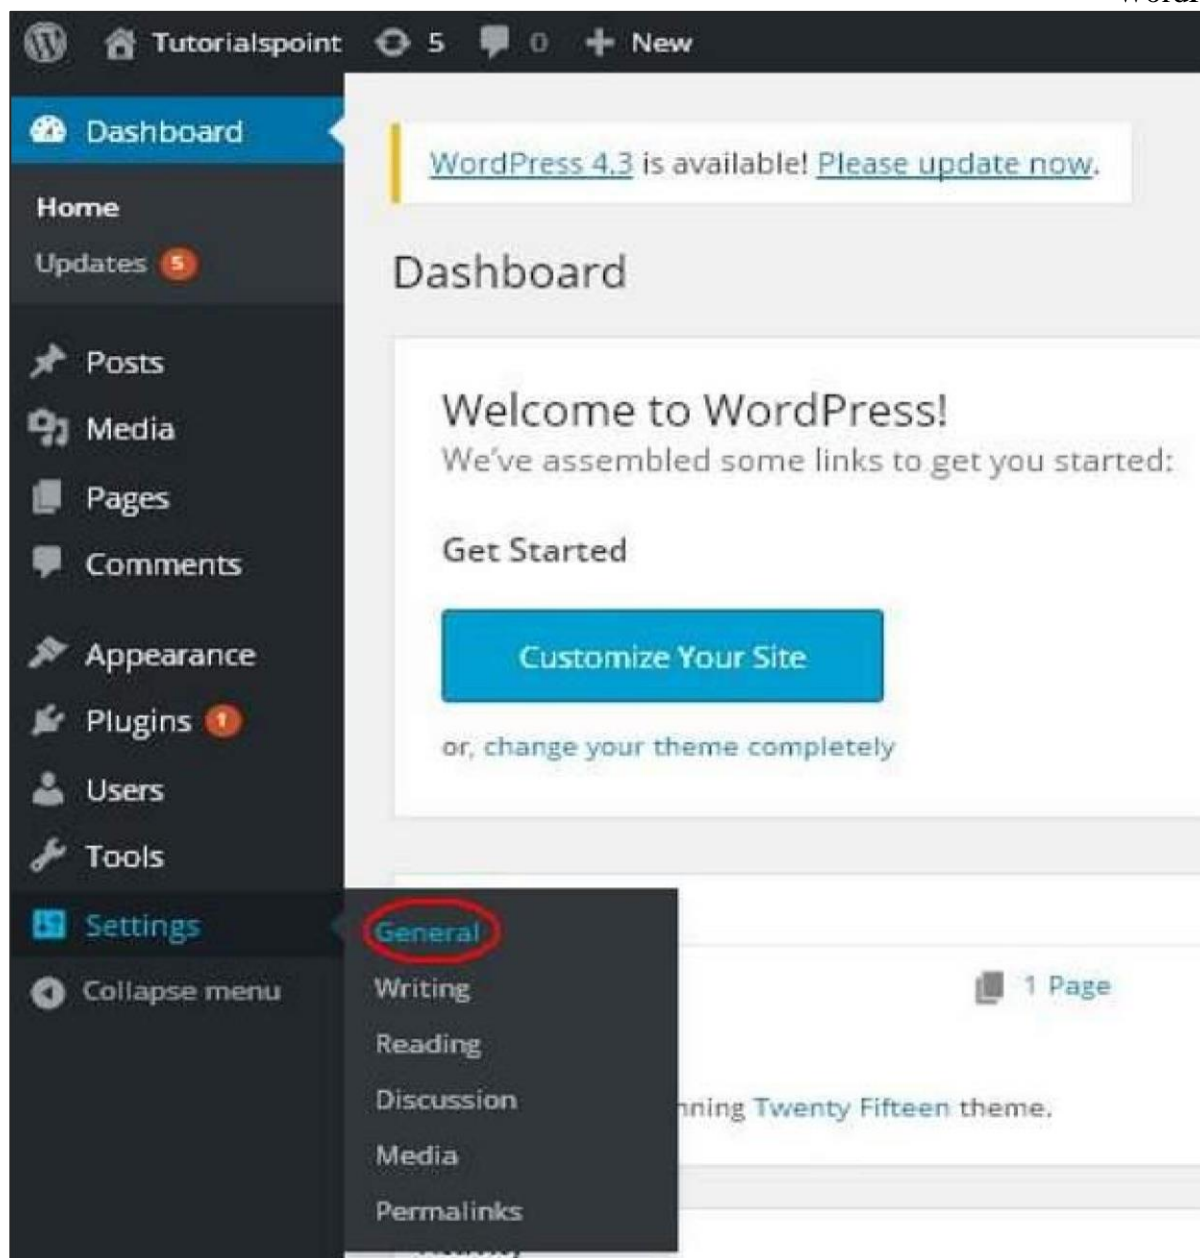 Tutorialspoint 5 0 + New
Dashboard
Home
Updates 5
Posts
Media
Pages
Comments
Appearance
Plugins 1
Users
Tools
Settings
Collapse menu
WordPress 4.3 is available! Please update now.
Dashboard
Welcome to WordPress!
We've assembled some links to get you started:
Get Started
Customize Your Site
or, change your theme completely
General
Writing
Reading
Discussion
Media
Permalinks
1 Page
nning Twenty Fifteen theme.